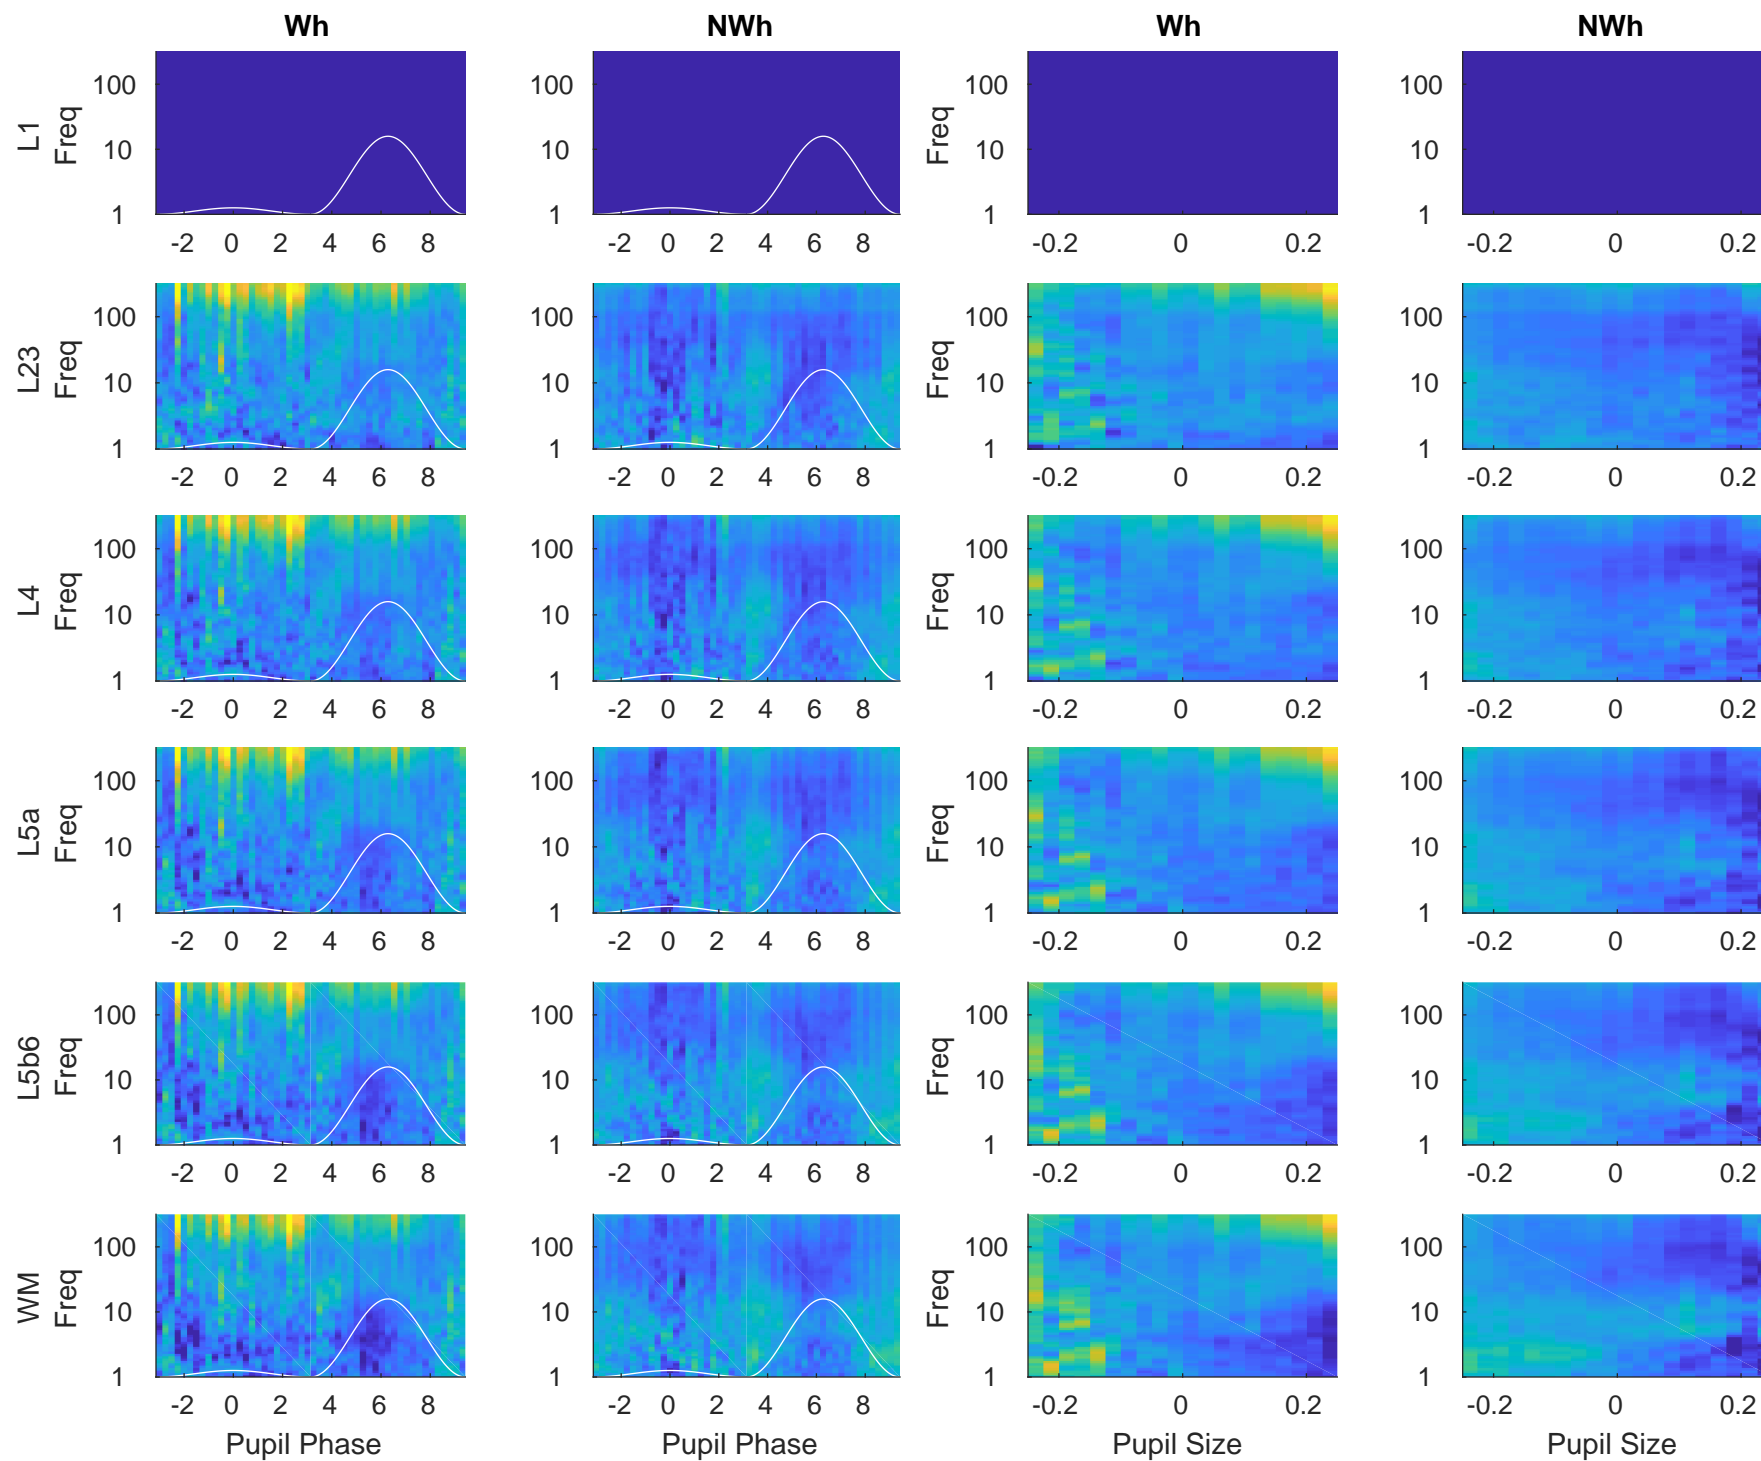 Wh NWh Wh NWh
L1 Freq 100 10 1 100 10 1 Freq 100 10 1 100 10 1
-2 0 2 4 6 8 -2 0 2 4 6 8 -0.2 0 0.2 -0.2 0 0.2
L23 Freq 100 10 1 100 10 1 Freq 100 10 1 100 10 1
-2 0 2 4 6 8 -2 0 2 4 6 8 -0.2 0 0.2 -0.2 0 0.2
L4 Freq 100 10 1 100 10 1 Freq 100 10 1 100 10 1
-2 0 2 4 6 8 -2 0 2 4 6 8 -0.2 0 0.2 -0.2 0 0.2
L5a Freq 100 10 1 100 10 1 Freq 100 10 1 100 10 1
-2 0 2 4 6 8 -2 0 2 4 6 8 -0.2 0 0.2 -0.2 0 0.2
L5b6 Freq 100 10 1 100 10 1 Freq 100 10 1 100 10 1
-2 0 2 4 6 8 -2 0 2 4 6 8 -0.2 0 0.2 -0.2 0 0.2
WM Freq 100 10 1 100 10 1 Freq 100 10 1 100 10 1
-2 0 2 4 6 8 -2 0 2 4 6 8 -0.2 0 0.2 -0.2 0 0.2
Pupil Phase Pupil Phase Pupil Size Pupil Size